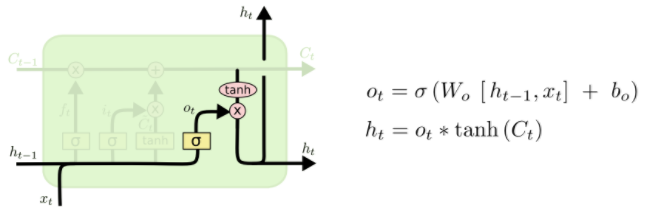 h_t
C_{t-1}
C_t
x
+
tanh
f_t
i_t
x
o_t
x
σ
σ
tanh
σ
h_{t-1}
h_t
x_t
o_t = σ (W_o [ h_{t-1}, x_t ] + b_o)
h_t = o_t * tanh (C_t)